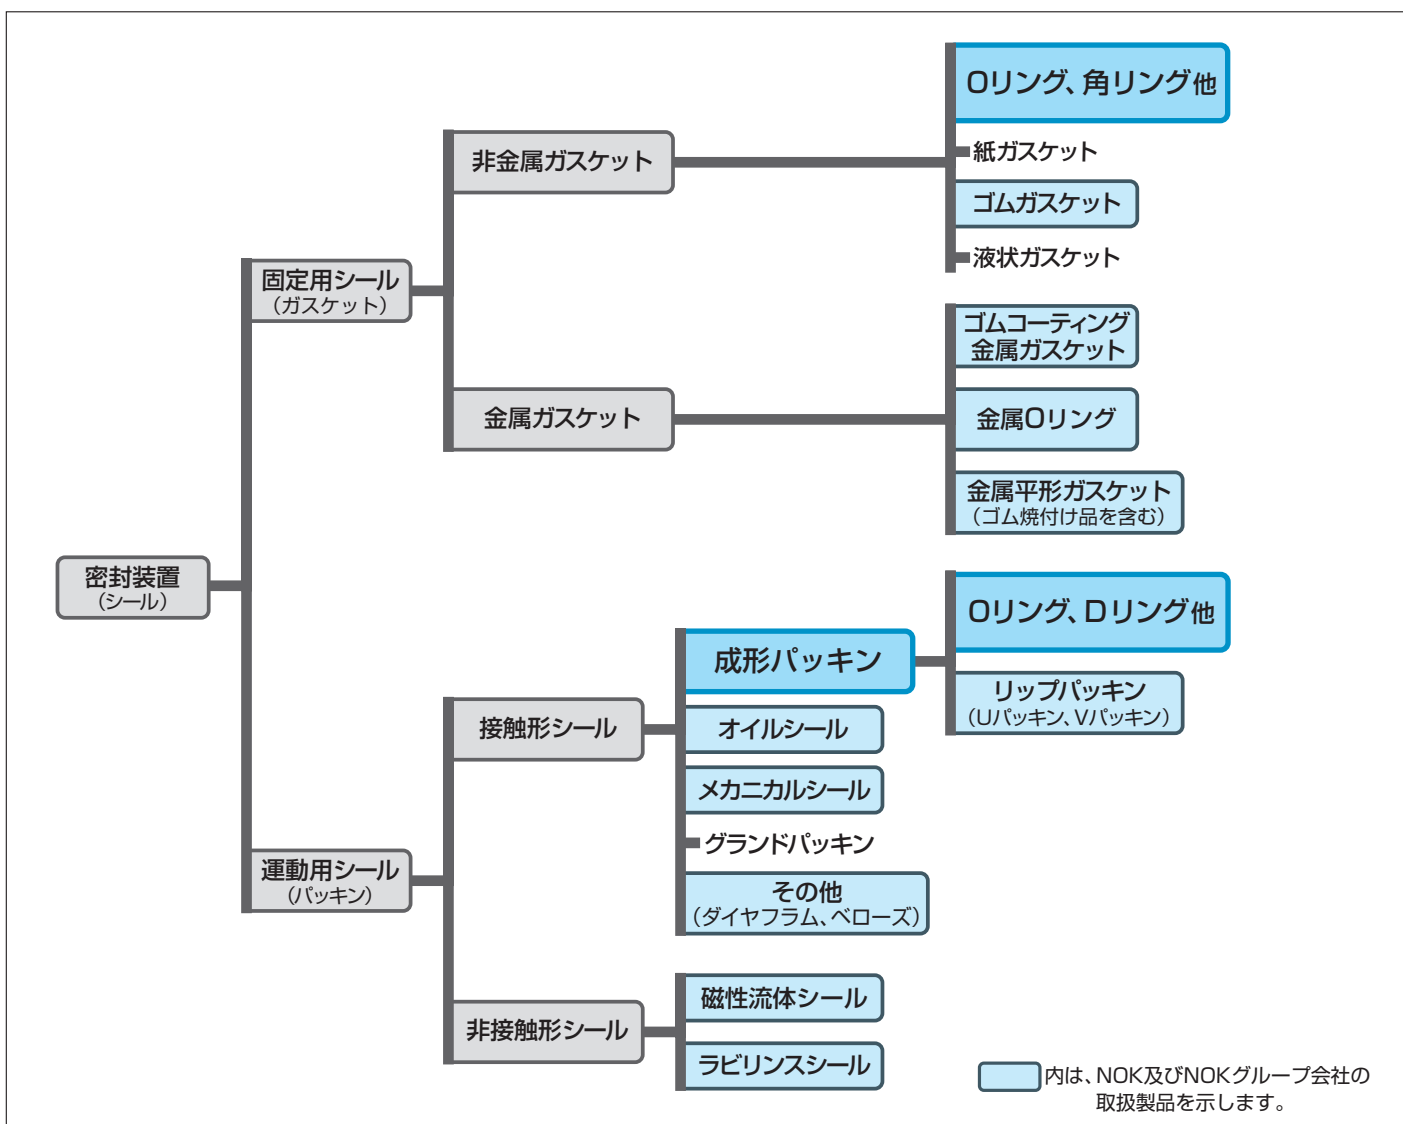 密封装置
（シール）
固定用シール
（ガスケット）
非金属ガスケット
Oリング、角リング他
紙ガスケット
ゴムガスケット
液状ガスケット
金属ガスケット
ゴムコーティング
金属ガスケット
金属Oリング
金属平形ガスケット
（ゴム焼付け品を含む）
運動用シール
（パッキン）
接触形シール
成形パッキン
Oリング、Dリング他
リップパッキン
（Uパッキン、Vパッキン）
オイルシール
メカニカルシール
グランドパッキン
その他
（ダイヤフラム、ベローズ）
非接触形シール
磁性流体シール
ラビリンスシール
内は、NOK及びNOKグループ会社の
取扱製品を示します。